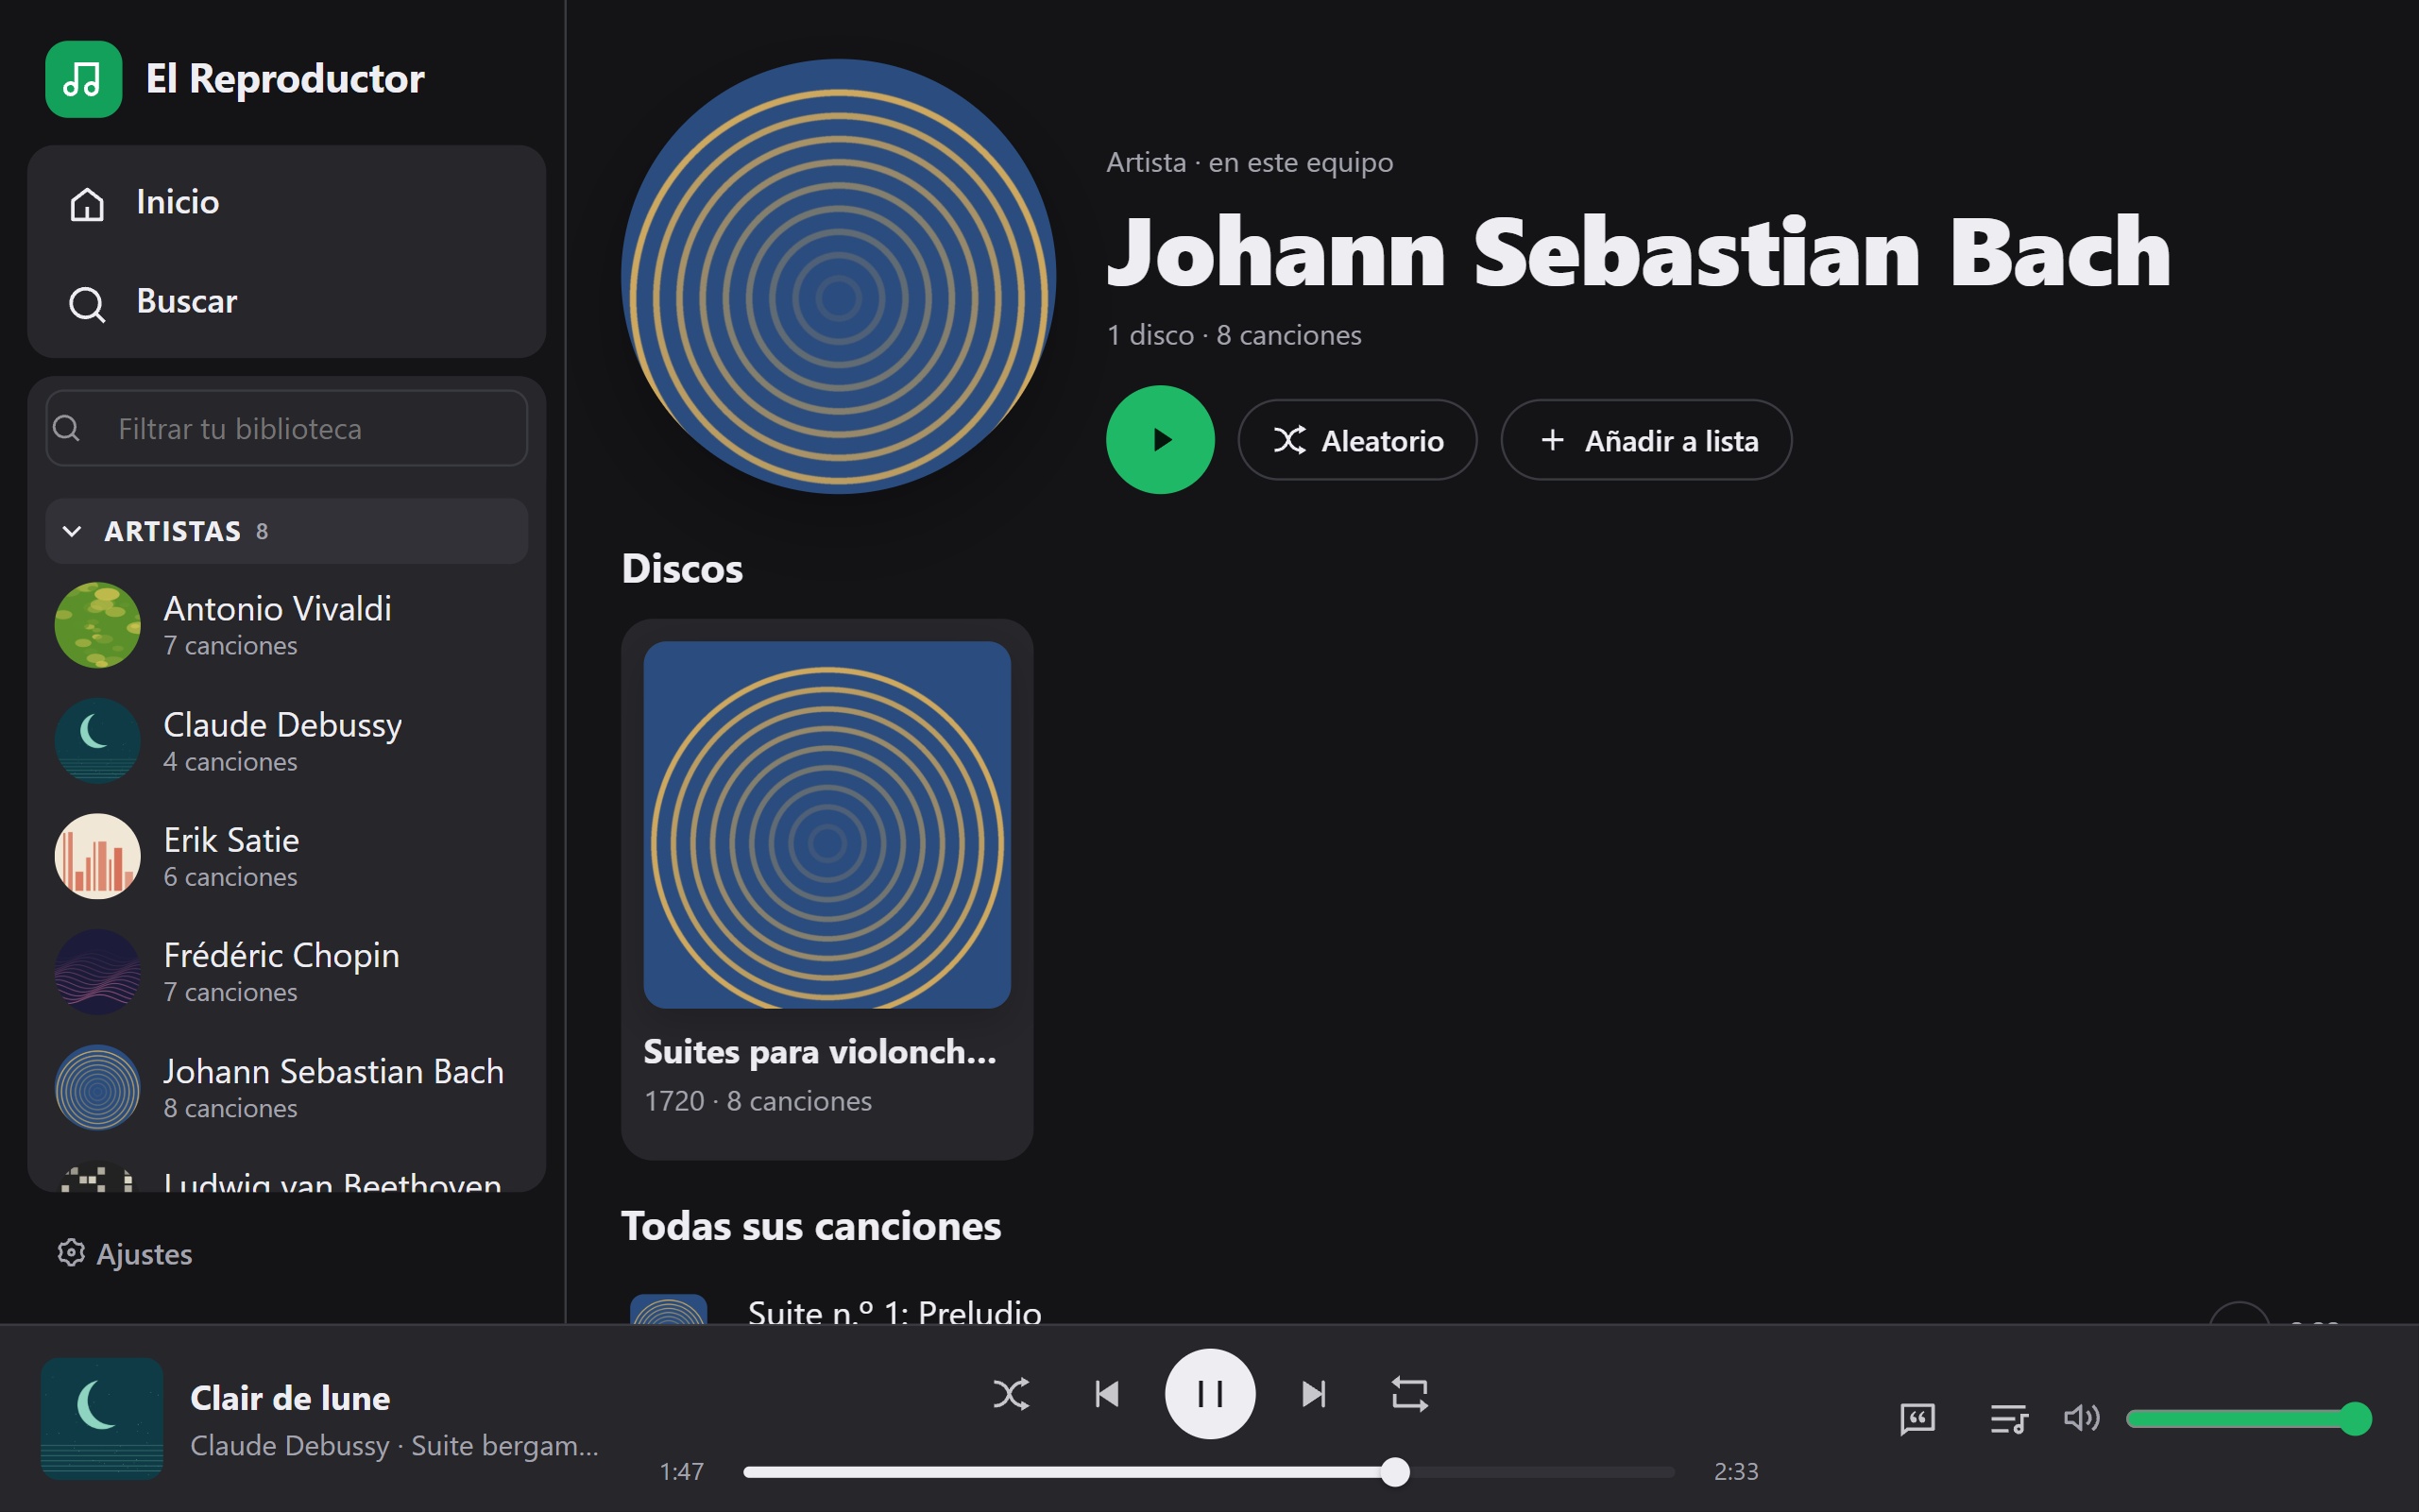 El Reproductor
Inicio
Buscar
Filtrar tu biblioteca
ARTISTAS 8
Antonio Vivaldi
7 canciones
Claude Debussy
4 canciones
Erik Satie
6 canciones
Frédéric Chopin
7 canciones
Johann Sebastian Bach
8 canciones
Ludwig van Beethoven
Ajustes
Artista · en este equipo
Johann Sebastian Bach
1 disco · 8 canciones
Aleatorio
Añadir a lista
Discos
Suites para violonch...
1720 · 8 canciones
Todas sus canciones
Suite n.º 1: Preludio
Clair de lune
Claude Debussy · Suite bergam...
1:47
2:33